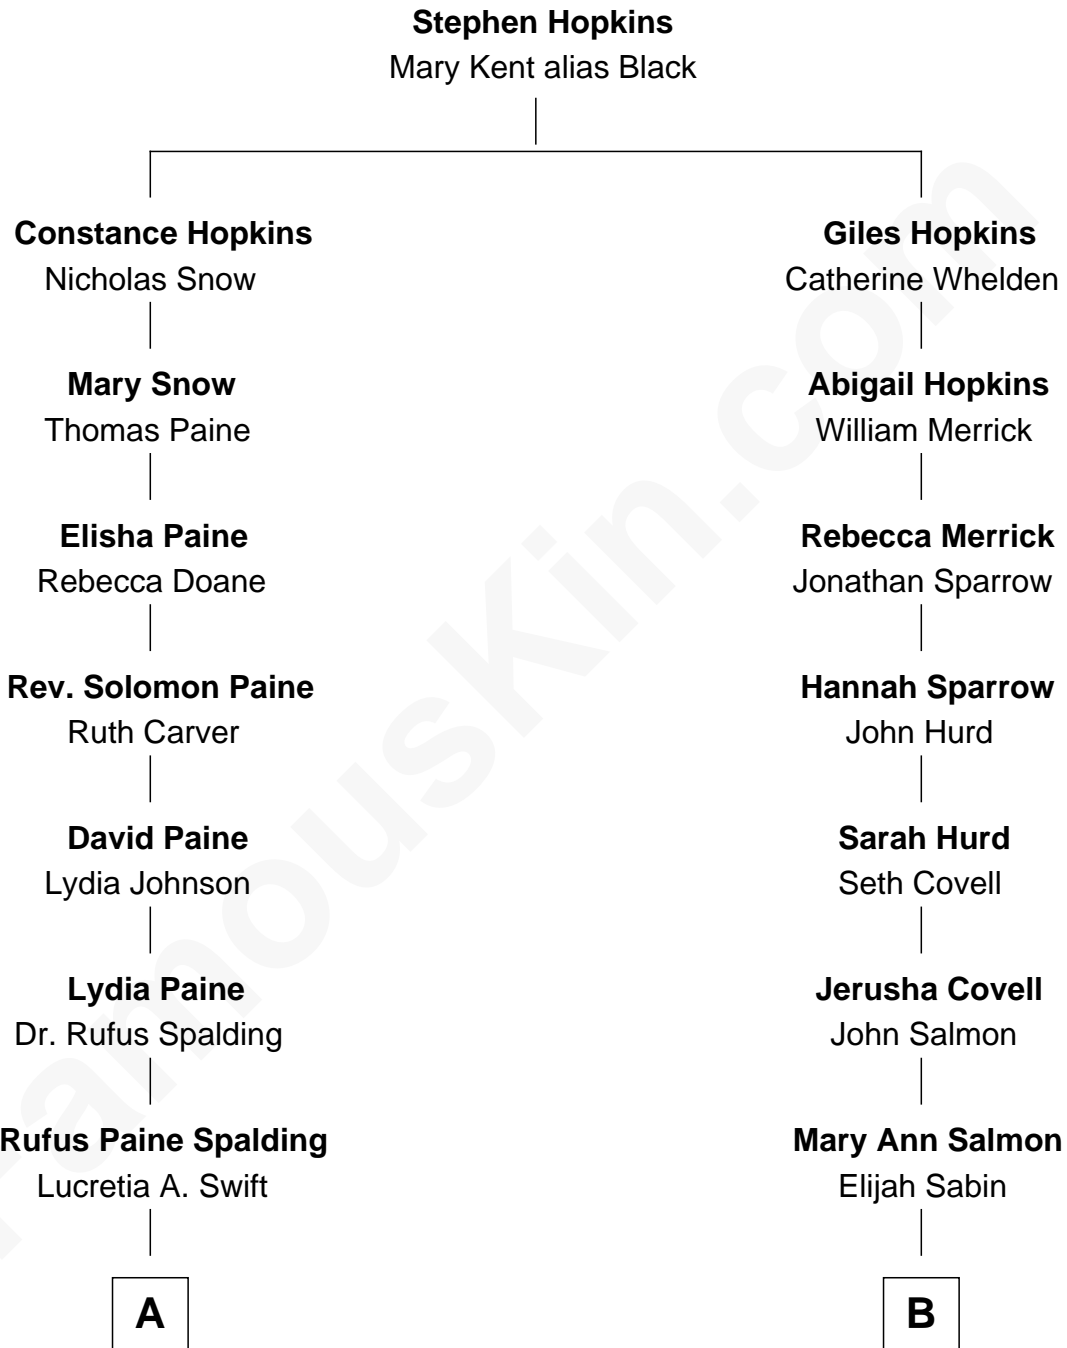 Stephen Hopkins
Mary Kent alias Black
Constance Hopkins
Nicholas Snow
Giles Hopkins
Catherine Whelden
Mary Snow
Thomas Paine
Abigail Hopkins
William Merrick
Elisha Paine
Rebecca Doane
Rebecca Merrick
Jonathan Sparrow
Rev. Solomon Paine
Ruth Carver
Hannah Sparrow
John Hurd
David Paine
Lydia Johnson
Sarah Hurd
Seth Covell
Lydia Paine
Dr. Rufus Spalding
Jerusha Covell
John Salmon
Rufus Paine Spalding
Lucretia A. Swift
Mary Ann Salmon
Elijah Sabin
A
B
FamousKin.com